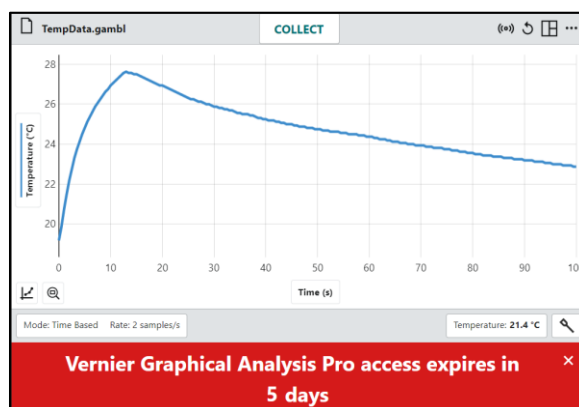 TempData.gambl
COLLECT
28
26
24
22
20
Temperature (°C)
0 10 20 30 40 50 60 70 80 90 100
Time (s)
Mode: Time Based Rate: 2 samples/s
Temperature: 21.4 °C
Vernier Graphical Analysis Pro access expires in
5 days